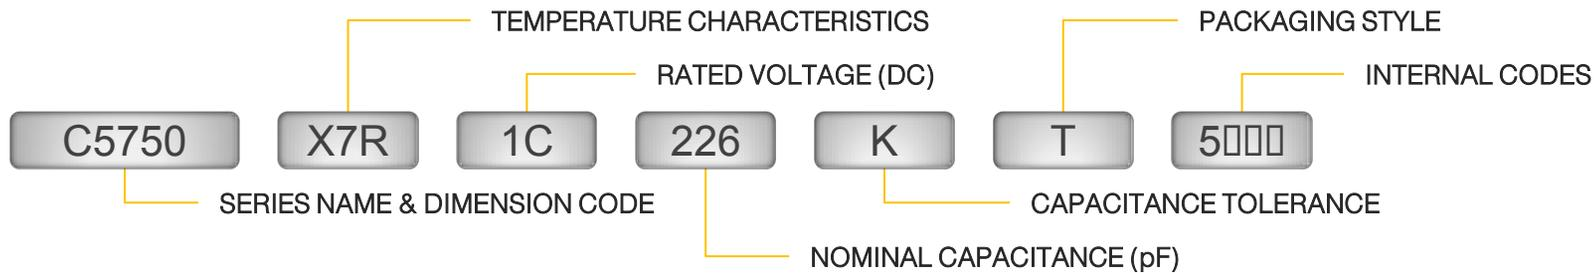 TEMPERATURE CHARACTERISTICS PACKAGING STYLE
RATED VOLTAGE (DC) INTERNAL CODES
C5750 X7R 1C 226 K T 5▯▯▯
SERIES NAME & DIMENSION CODE CAPACITANCE TOLERANCE
NOMINAL CAPACITANCE (pF)